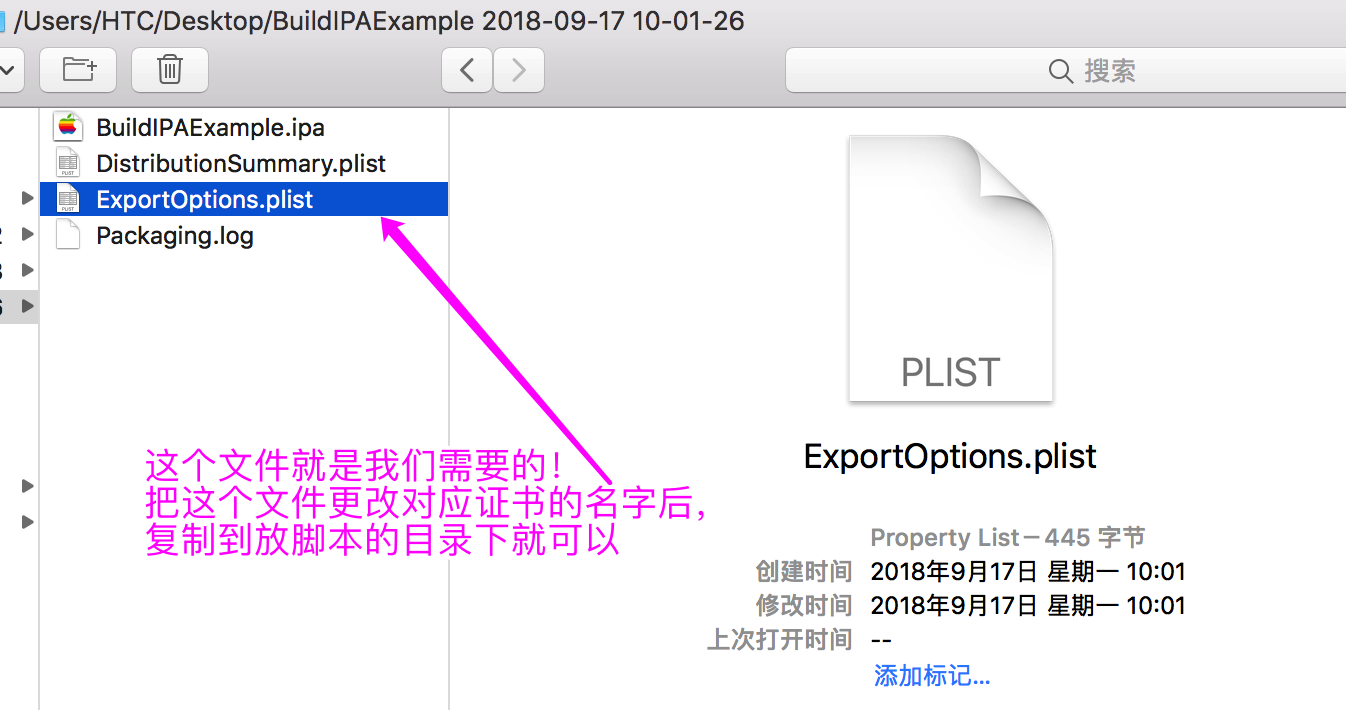 /Users/HTC/Desktop/BuildIPAExample 2018-09-17 10-01-26
搜索
BuildIPAExample.ipa
DistributionSummary.plist
ExportOptions.plist
Packaging.log
PLIST
ExportOptions.plist
这个文件就是我们需要的！
把这个文件更改对应证书的名字后，
复制到放脚本的目录下就可以
Property List－445 字节
创建时间 2018年9月17日 星期一 10:01
修改时间 2018年9月17日 星期一 10:01
上次打开时间 --
添加标记...